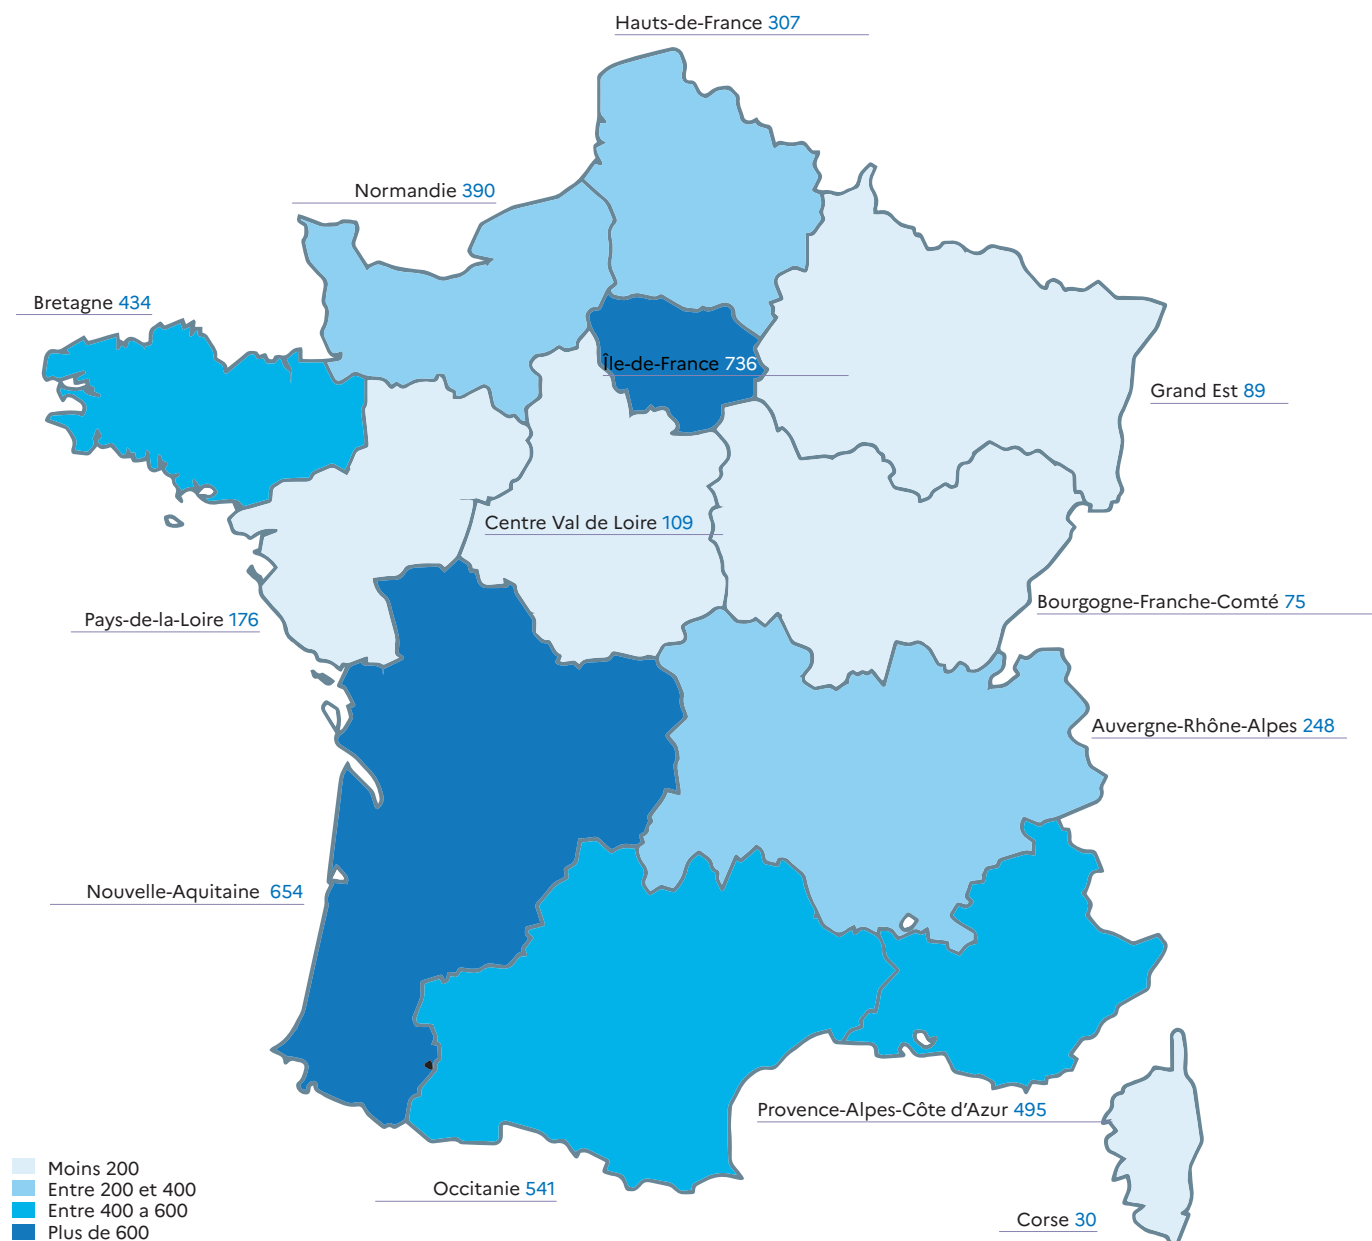 Hauts-de-France 307
Normandie 390
Bretagne 434
Île-de-France 736
Grand Est 89
Centre Val de Loire 109
Bourgogne-Franche-Comté 75
Pays-de-la-Loire 176
Auvergne-Rhône-Alpes 248
Nouvelle-Aquitaine 654
Provence-Alpes-Côte d'Azur 495
Occitanie 541
Corse 30
Moins 200
Entre 200 et 400
Entre 400 a 600
Plus de 600